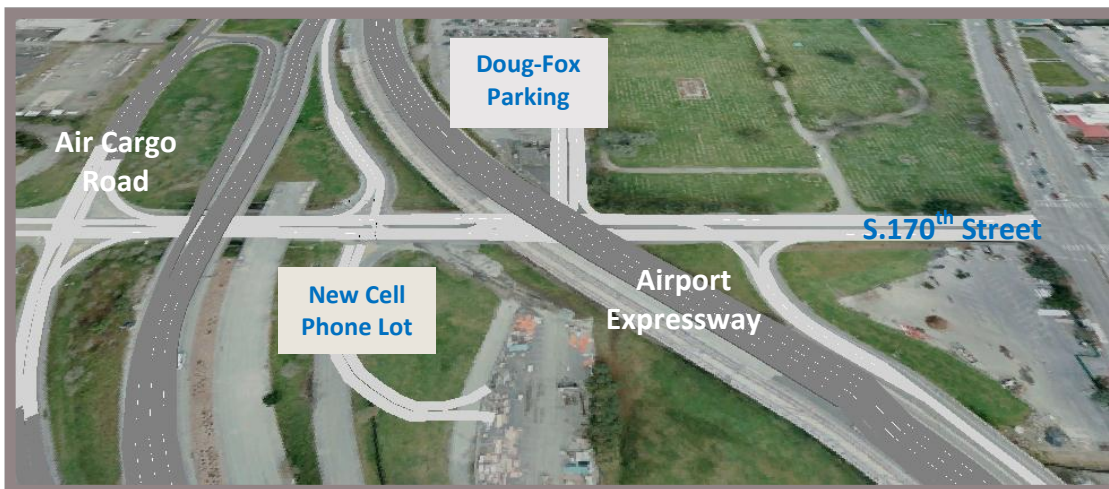 Doug-Fox
Parking
Air Cargo
Road
S.170th Street
New Cell
Phone Lot
Airport
Expressway